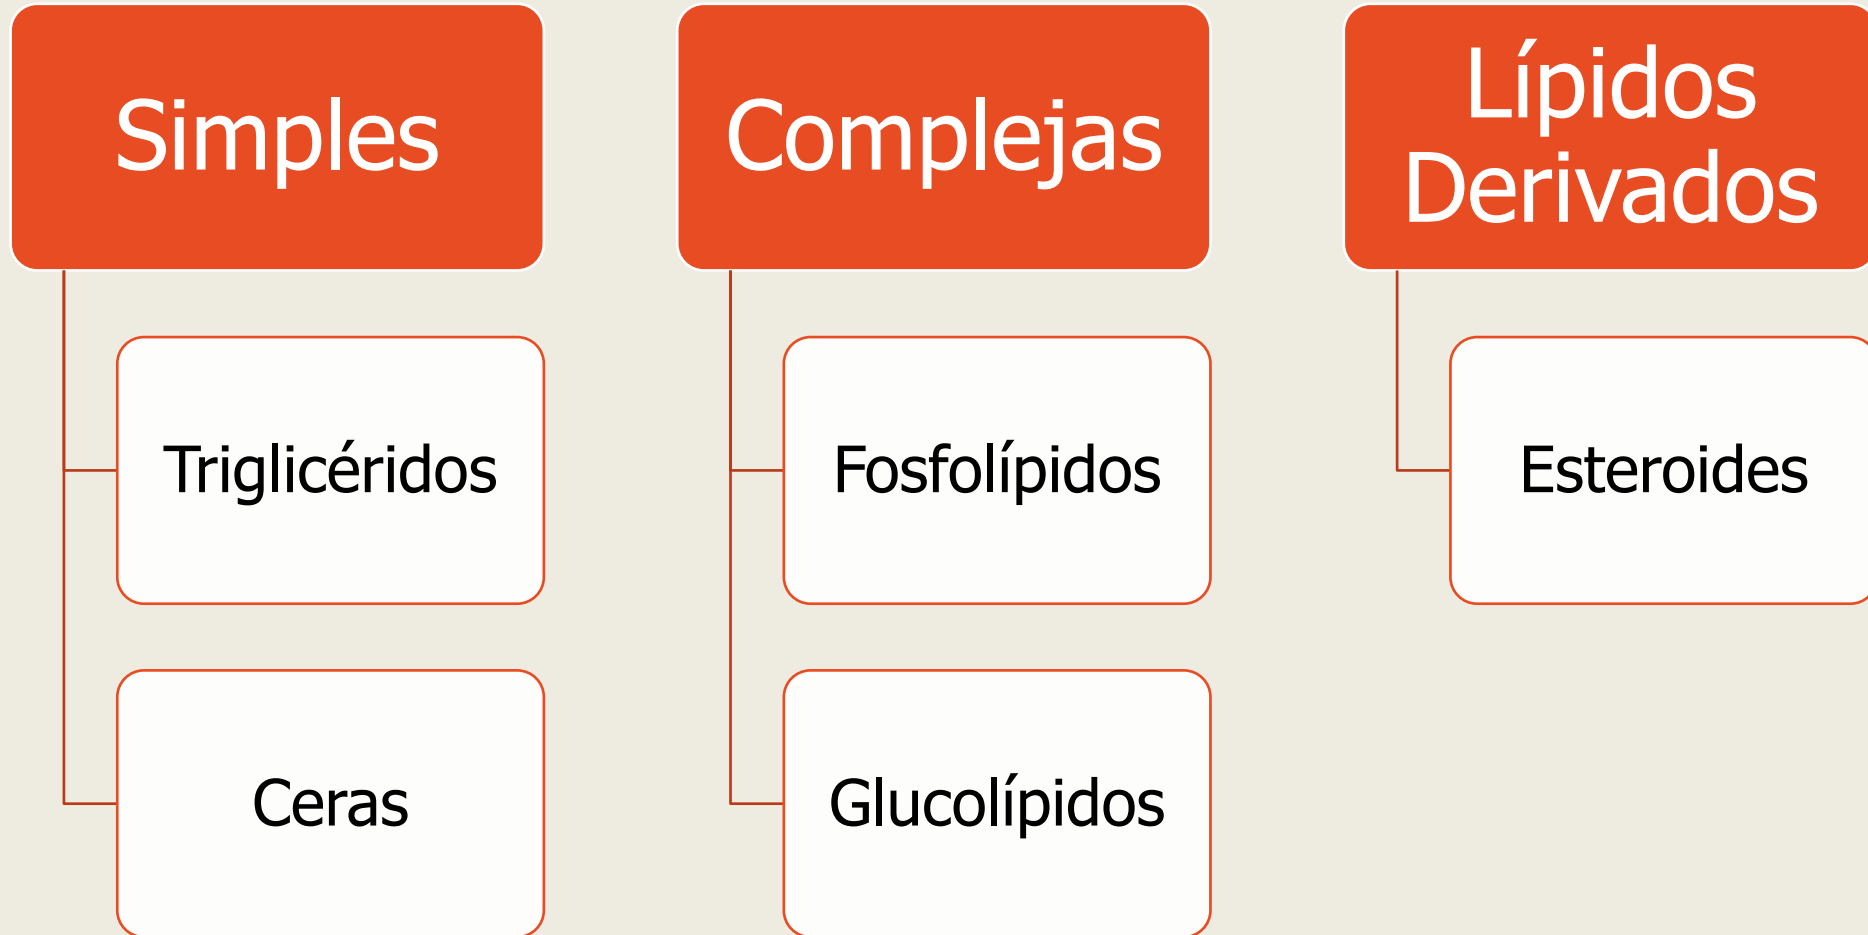 Simples
Triglicéridos
Ceras
Complejas
Fosfolípidos
Glucolípidos
Lípidos
Derivados
Esteroides